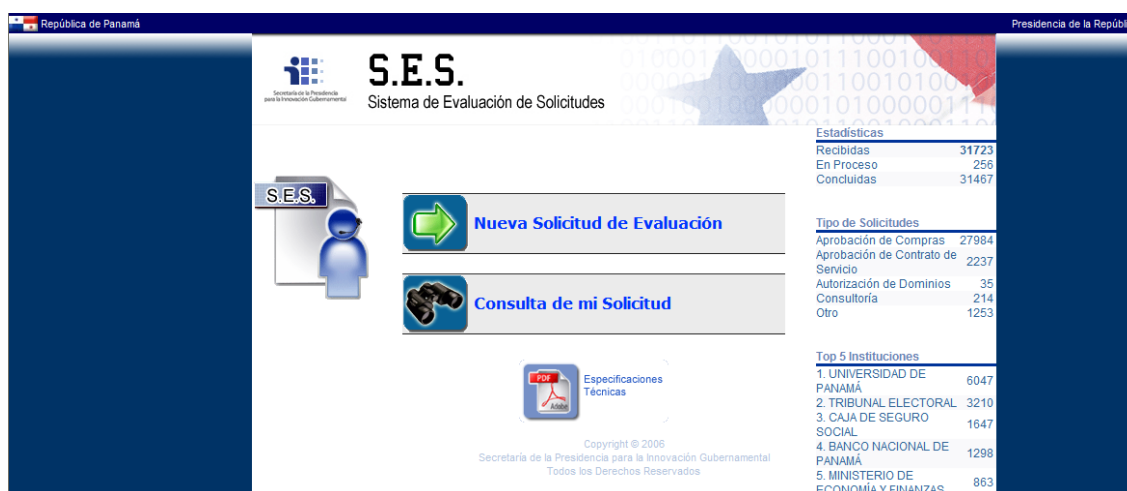 República de Panamá
Presidencia de la Repúbli
Secretaría de la Presidencia
para la Innovación Gubernamental
S.E.S.
Sistema de Evaluación de Solicitudes
S.E.S.
Nueva Solicitud de Evaluación
Consulta de mi Solicitud
PDF
Adobe
Especificaciones
Técnicas
Copyright © 2006
Secretaría de la Presidencia para la Innovación Gubernamental
Todos los Derechos Reservados
Estadísticas
Recibidas 31723
En Proceso 256
Concluidas 31467
Tipo de Solicitudes
Aprobación de Compras 27984
Aprobación de Contrato de
Servicio 2237
Autorización de Dominios 35
Consultoría 214
Otro 1253
Top 5 Instituciones
1. UNIVERSIDAD DE
PANAMÁ 6047
2. TRIBUNAL ELECTORAL 3210
3. CAJA DE SEGURO
SOCIAL 1647
4. BANCO NACIONAL DE
PANAMÁ 1298
5. MINISTERIO DE
ECONOMÍA Y FINANZAS 863